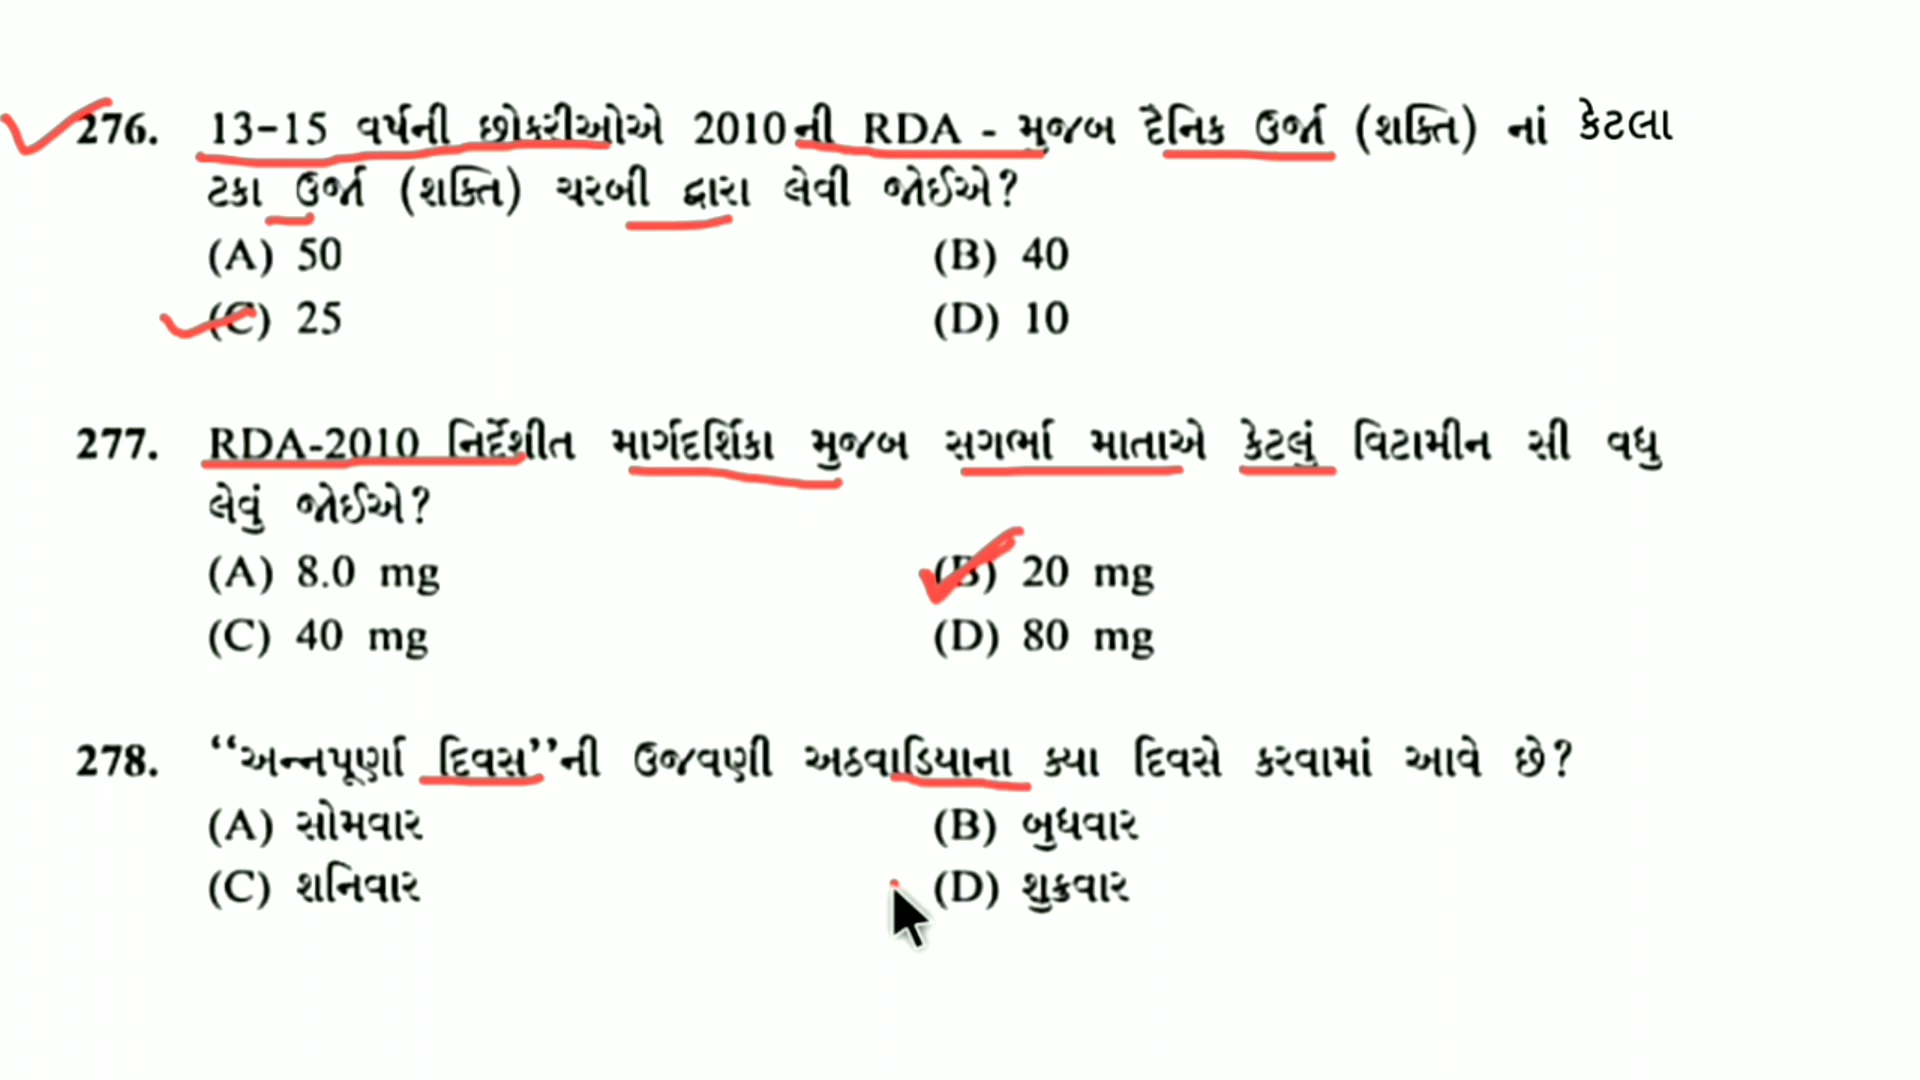 276. 13-15 વર્ષની છોકરીઓએ 2010ની RDA - મુજબ દૈનિક ઉર્જા (શક્તિ) નાં કેટલા
ટકા ઉર્જા (શક્તિ) ચરબી દ્વારા લેવી જોઈએ?
(A) 50 (B) 40
(C) 25 (D) 10
277. RDA-2010 નિર્દેશીત માર્ગદર્શિકા મુજબ સગર્ભા માતાએ કેટલું વિટામીન સી વધુ
લેવું જોઈએ?
(A) 8.0 mg (B) 20 mg
(C) 40 mg (D) 80 mg
278. “અન્નપૂર્ણા દિવસ”ની ઉજવણી અઠવાડિયાના ક્યા દિવસે કરવામાં આવે છે?
(A) સોમવાર (B) બુધવાર
(C) શનિવાર (D) શુક્રવાર